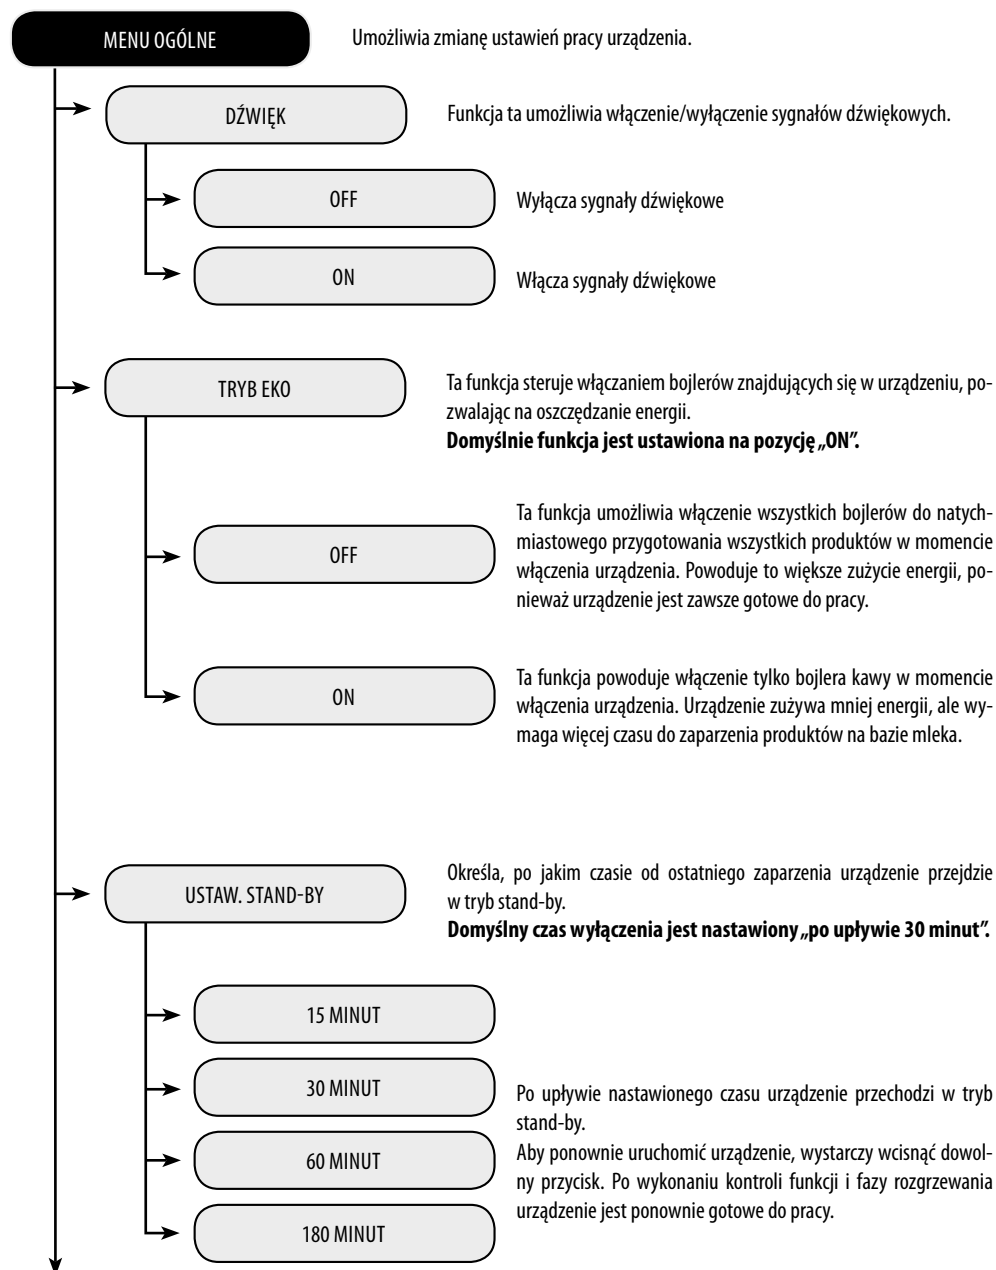 MENU OGÓLNE
Umożliwia zmianę ustawień pracy urządzenia.
DŹWIĘK
Funkcja ta umożliwia włączenie/wyłączenie sygnałów dźwiękowych.
OFF
Wyłącza sygnały dźwiękowe
ON
Włącza sygnały dźwiękowe
TRYB EKO
Ta funkcja steruje włączaniem bojlerów znajdujących się w urządzeniu, po-
zwalając na oszczędzanie energii.
Domyślnie funkcja jest ustawiona na pozycję „ON”.
OFF
Ta funkcja umożliwia włączenie wszystkich bojlerów do natych-
miastowego przygotowania wszystkich produktów w momencie
włączenia urządzenia. Powoduje to większe zużycie energii, po-
nieważ urządzenie jest zawsze gotowe do pracy.
ON
Ta funkcja powoduje włączenie tylko bojlera kawy w momencie
włączenia urządzenia. Urządzenie zużywa mniej energii, ale wy-
maga więcej czasu do zaparzenia produktów na bazie mleka.
USTAW. STAND-BY
Określa, po jakim czasie od ostatniego zaparzenia urządzenie przejdzie
w tryb stand-by.
Domyślny czas wyłączenia jest nastawiony „po upływie 30 minut”.
15 MINUT
30 MINUT
60 MINUT
180 MINUT
Po upływie nastawionego czasu urządzenie przechodzi w tryb
stand-by.
Aby ponownie uruchomić urządzenie, wystarczy wcisnąć dowol-
ny przycisk. Po wykonaniu kontroli funkcji i fazy rozgrzewania
urządzenie jest ponownie gotowe do pracy.